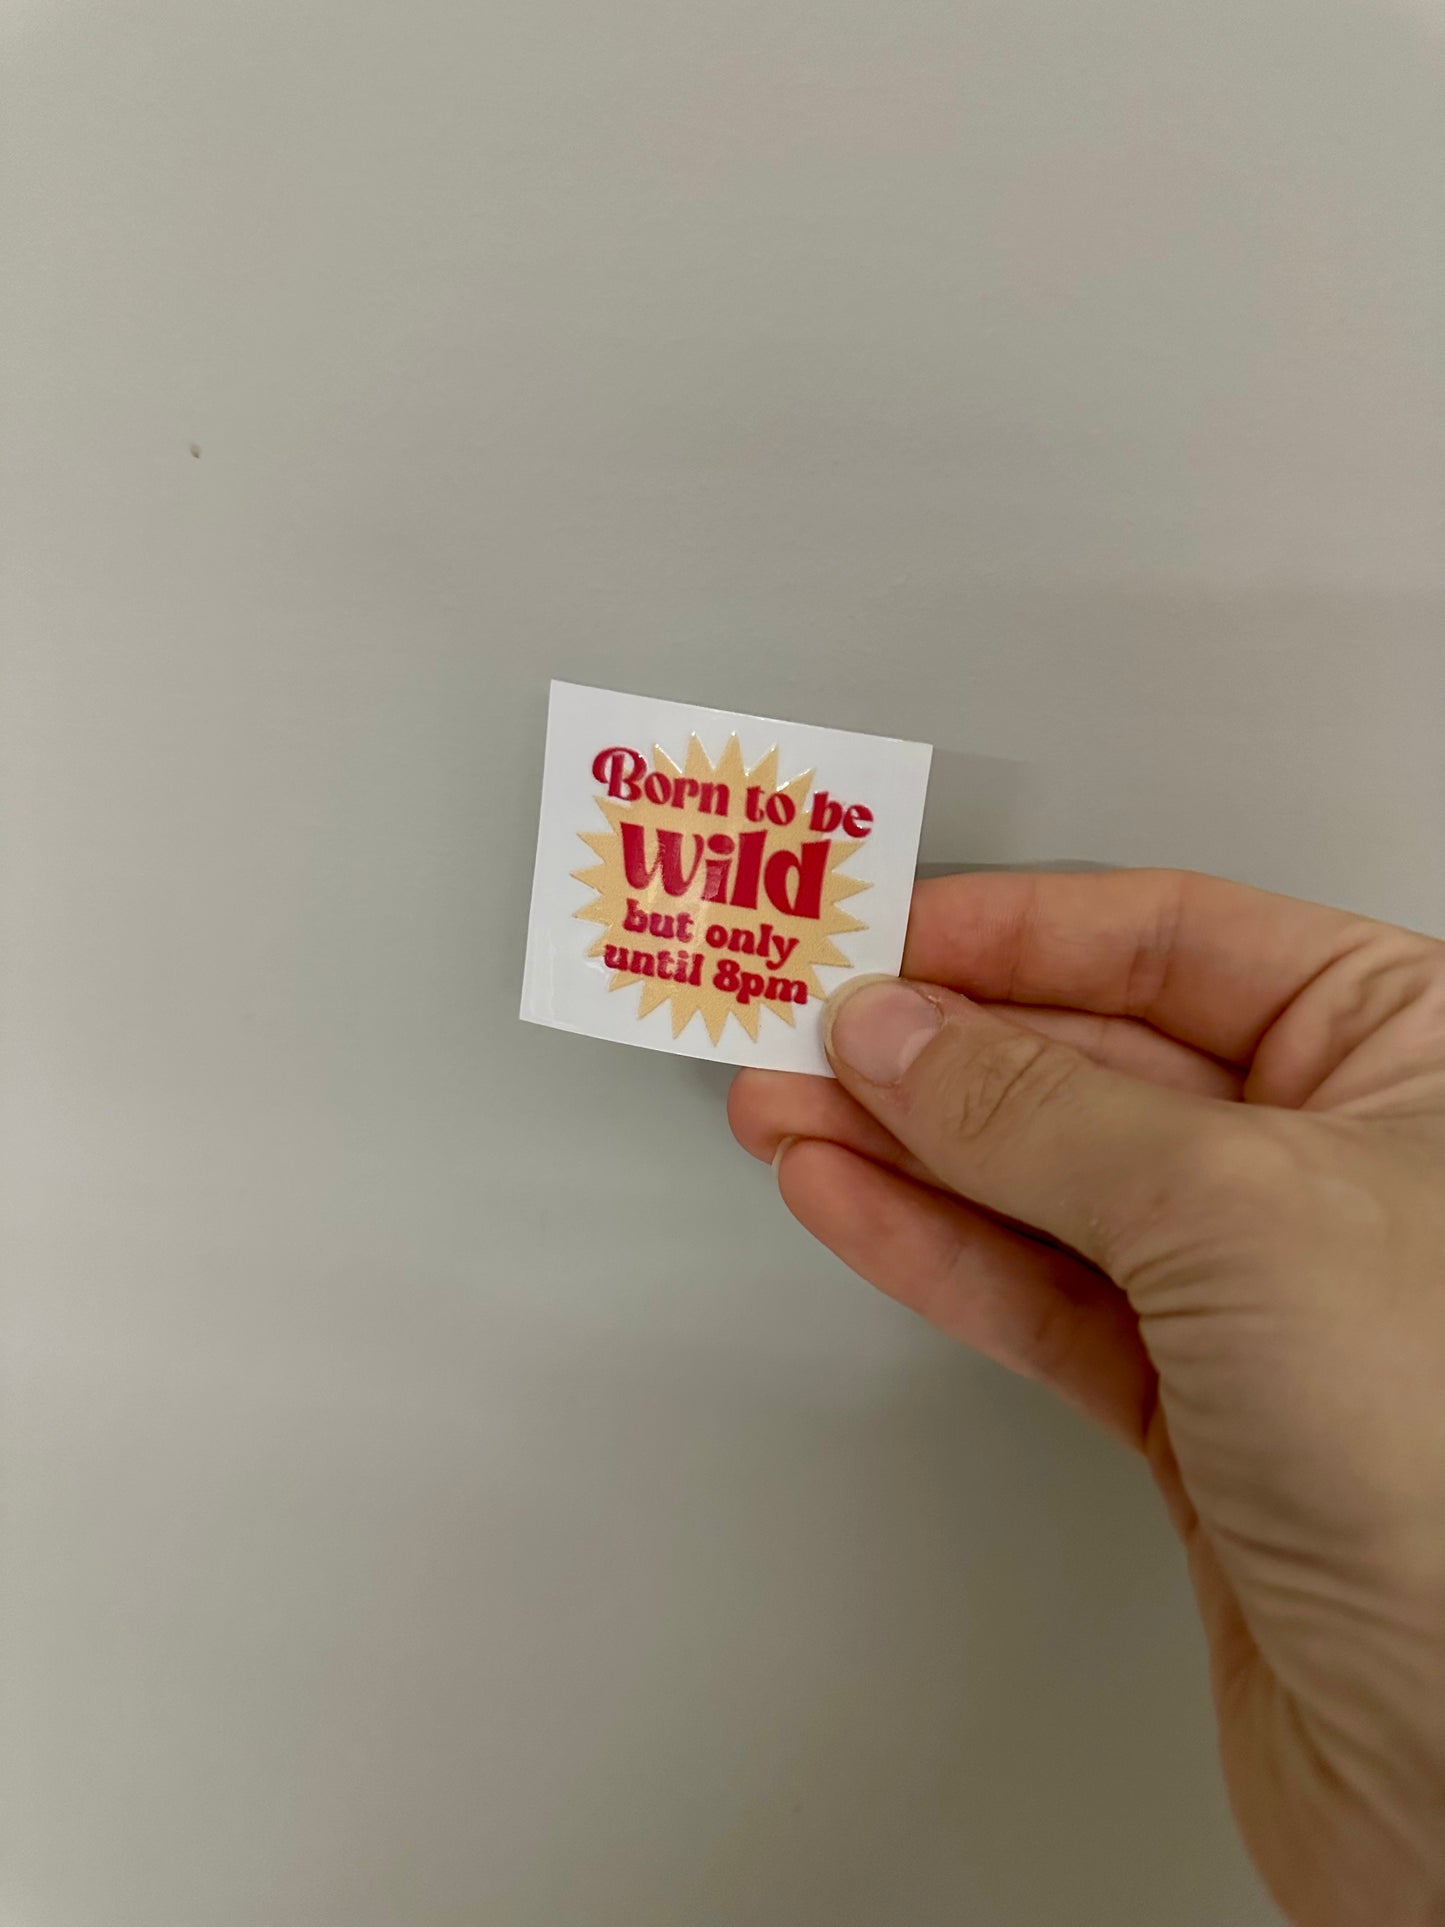 Born to be
Wild
but only
until 8pm